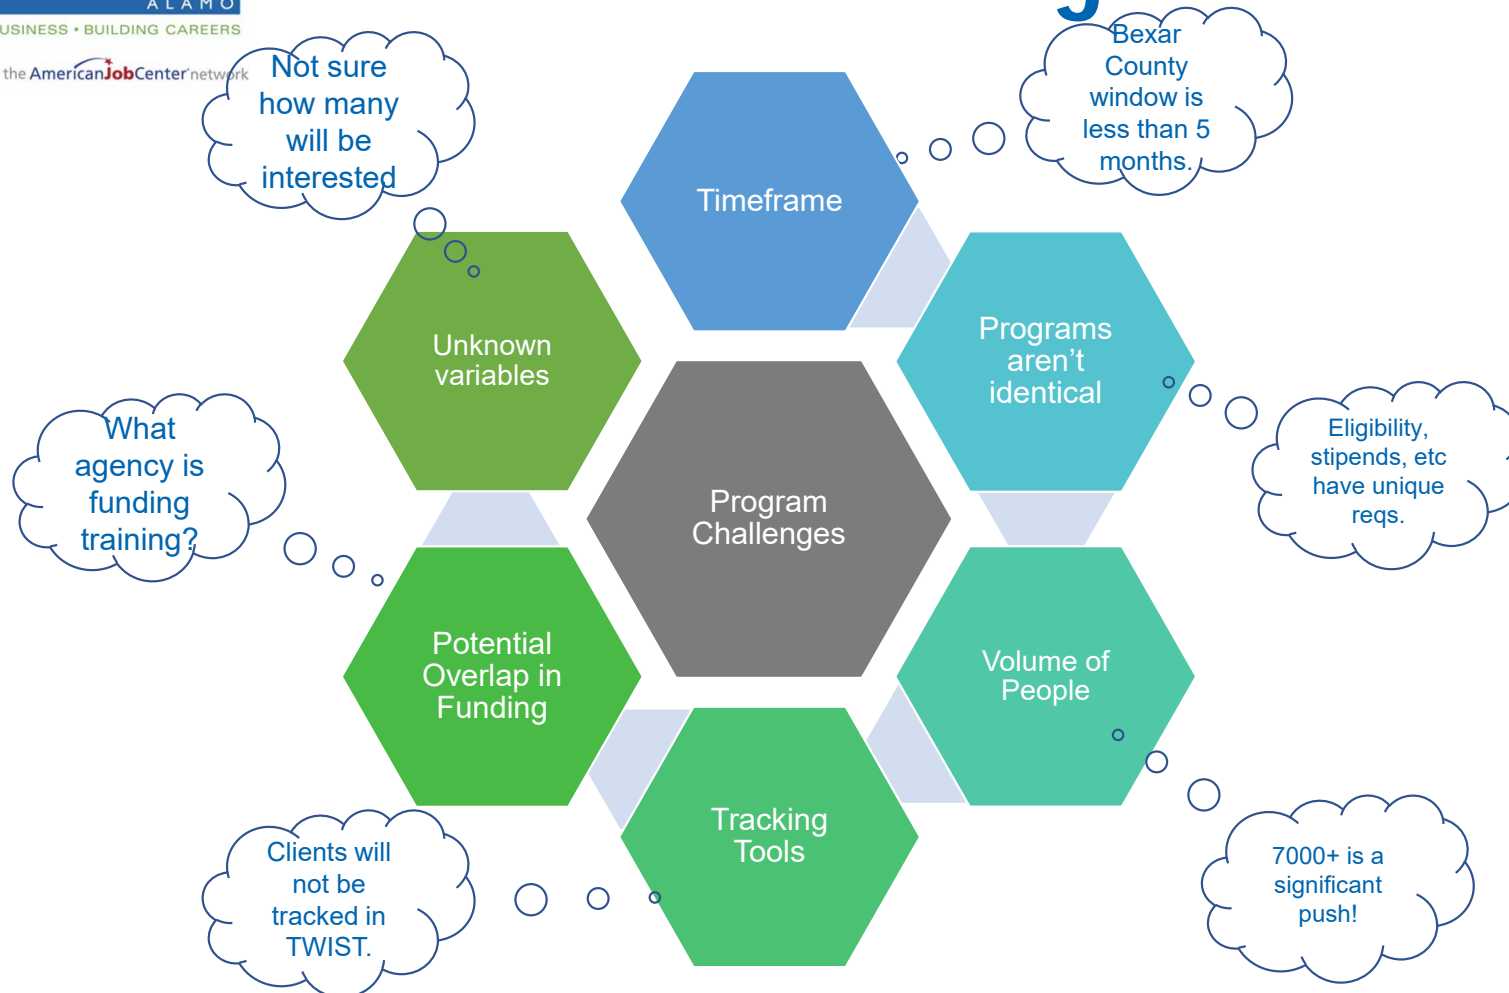 ALAMO
USINESS • BUILDING CAREERS
the AmericanJobCenter network
Not sure
how many
will be
interested
Bexar
County
window is
less than 5
months.
Timeframe
Unknown
variables
Programs
aren't
identical
What
agency is
funding
training?
Eligibility,
stipends, etc
have unique
reqs.
Program
Challenges
Potential
Overlap in
Funding
Volume of
People
Tracking
Tools
Clients will
not be
tracked in
TWIST.
7000+ is a
significant
push!